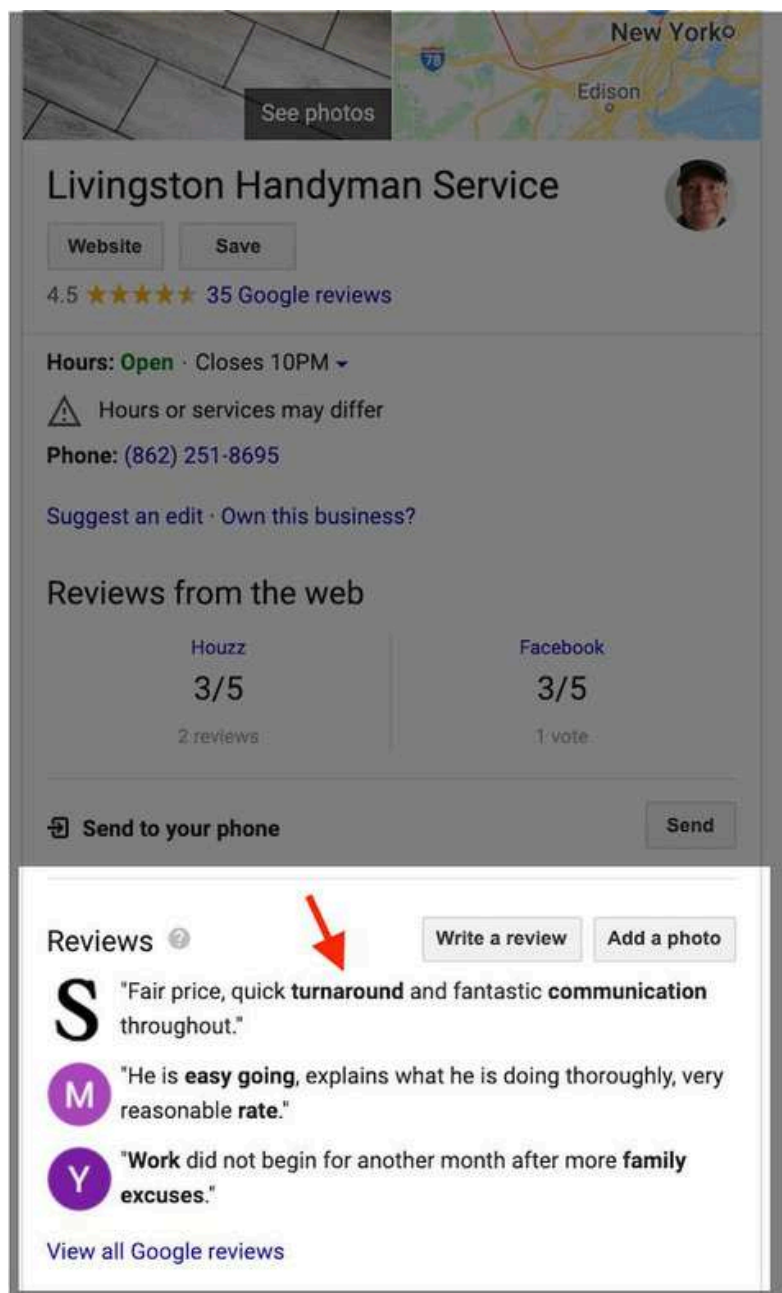 New York
78
Edison
See photos
Livingston Handyman Service
Website Save
4.5 35 Google reviews
Hours: Open · Closes 10PM
Hours or services may differ
Phone: (862) 251-8695
Suggest an edit · Own this business?
Reviews from the web
Houzz Facebook
3/5 3/5
2 reviews 1 vote
Send to your phone Send
Reviews ? Write a review Add a photo
S "Fair price, quick turnaround and fantastic communication
throughout."
M "He is easy going, explains what he is doing thoroughly, very
reasonable rate."
Y "Work did not begin for another month after more family
excuses."
View all Google reviews